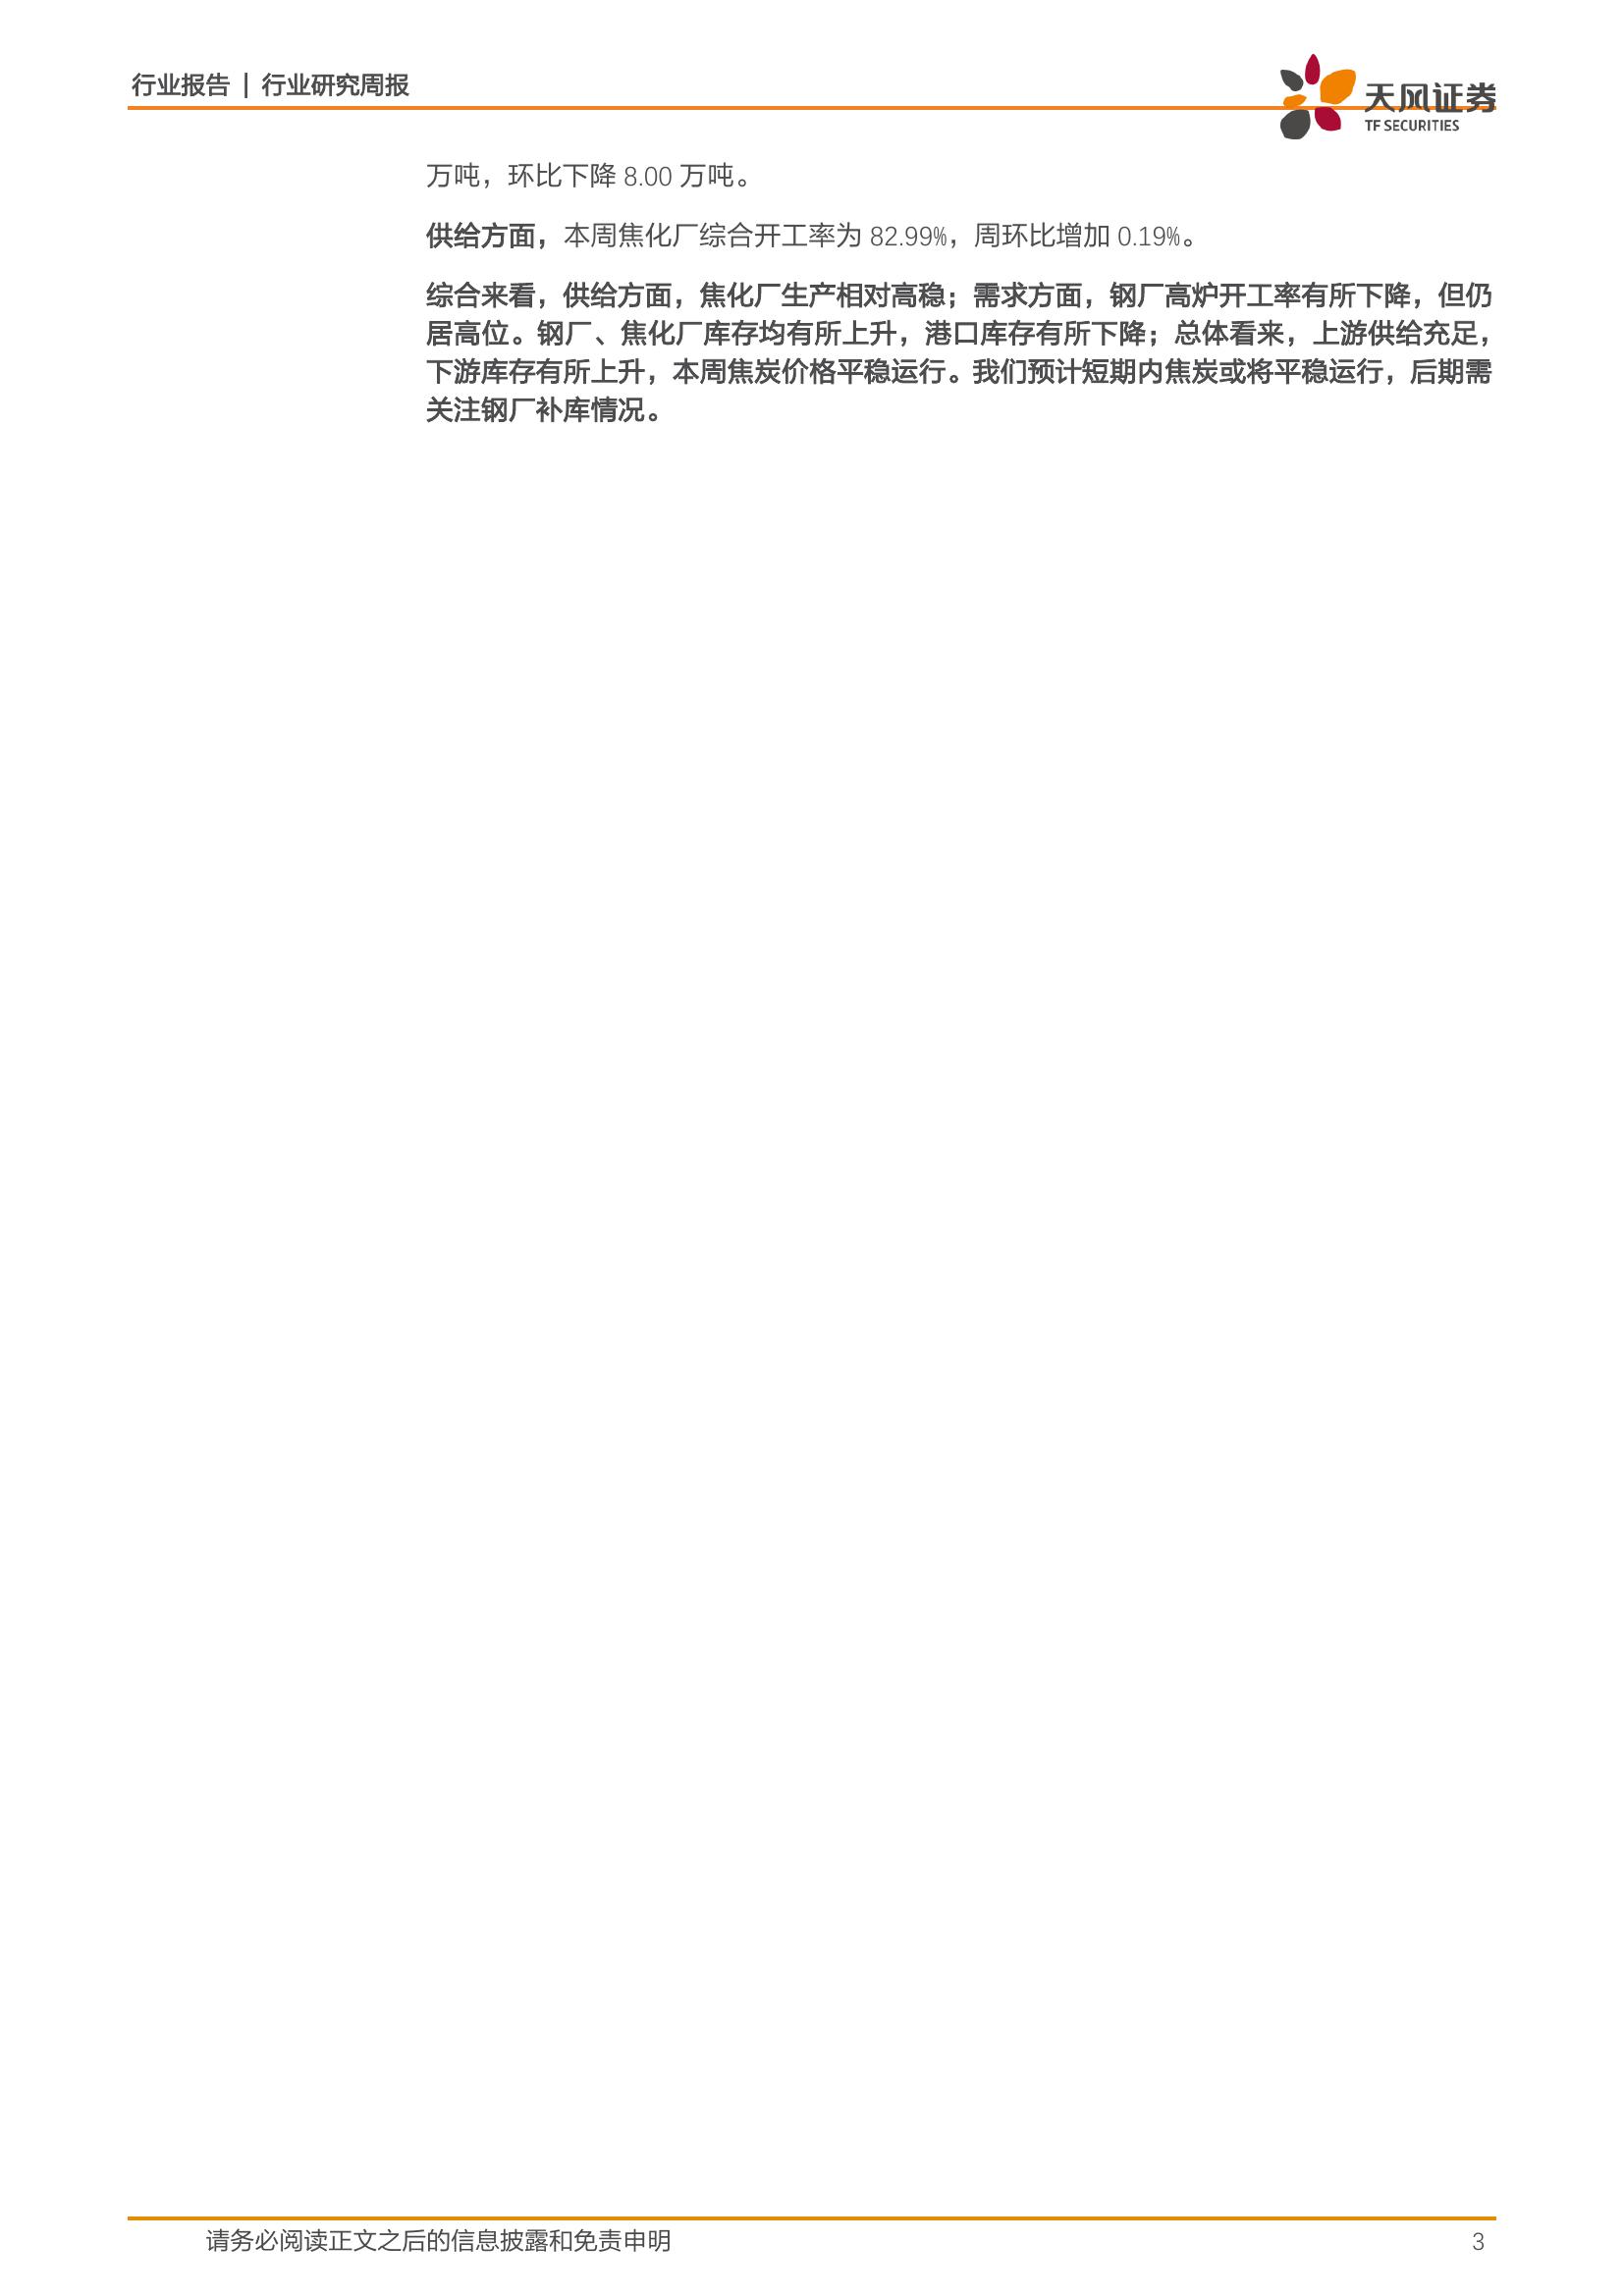 行业报告 | 行业研究周报
天风证券
TF SECURITIES
万吨，环比下降 8.00 万吨。
供给方面，本周焦化厂综合开工率为 82.99%，周环比增加 0.19%。
综合来看，供给方面，焦化厂生产相对高稳；需求方面，钢厂高炉开工率有所下降，但仍
居高位。钢厂、焦化厂库存均有所上升，港口库存有所下降；总体看来，上游供给充足，
下游库存有所上升，本周焦炭价格平稳运行。我们预计短期内焦炭或将平稳运行，后期需
关注钢厂补库情况。
请务必阅读正文之后的信息披露和免责申明
3